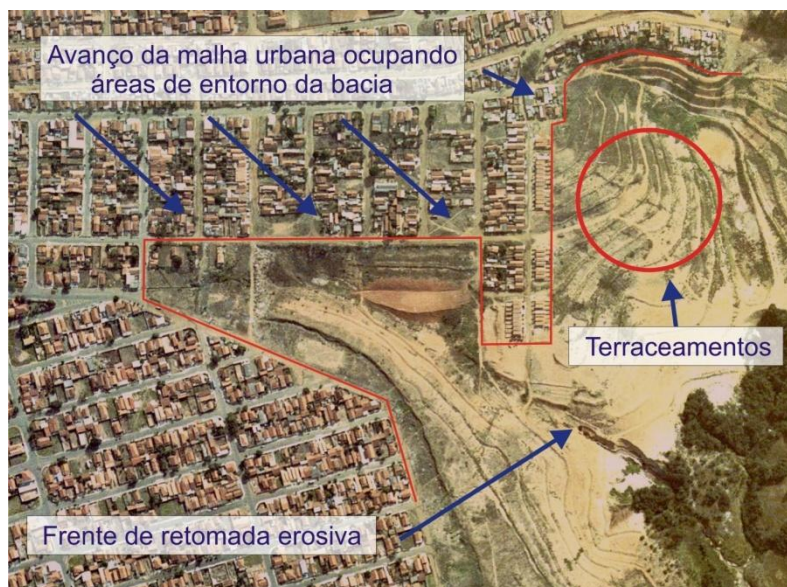 Avanço da malha urbana ocupando
áreas de entorno da bacia
Terraceamentos
Frente de retomada erosiva